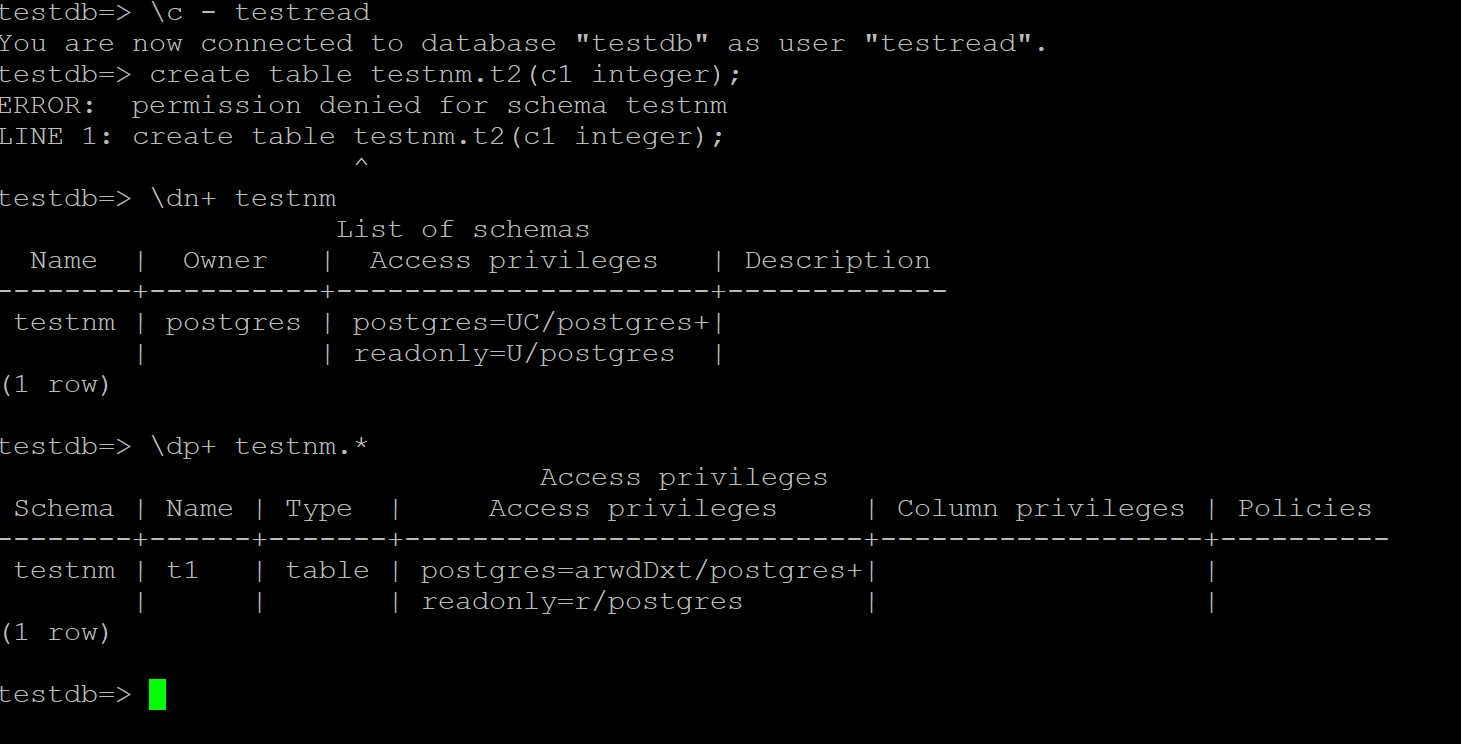 testdb=> \c - testread
You are now connected to database "testdb" as user "testread".
testdb=> create table testnm.t2(c1 integer);
ERROR:  permission denied for schema testnm
LINE 1: create table testnm.t2(c1 integer);
                     ^
testdb=> \dn+ testnm
                    List of schemas
  Name  |  Owner   |  Access privileges   | Description
--------+----------+----------------------+-------------
 testnm | postgres | postgres=UC/postgres+|
        |          | readonly=U/postgres  |
(1 row)
testdb=> \dp+ testnm.*
                                Access privileges
 Schema | Name | Type  |     Access privileges     | Column privileges | Policies
--------+------+-------+---------------------------+-------------------+----------
 testnm | t1   | table | postgres=arwdDxt/postgres+|                   |
        |      |       | readonly=r/postgres       |                   |
(1 row)
testdb=>